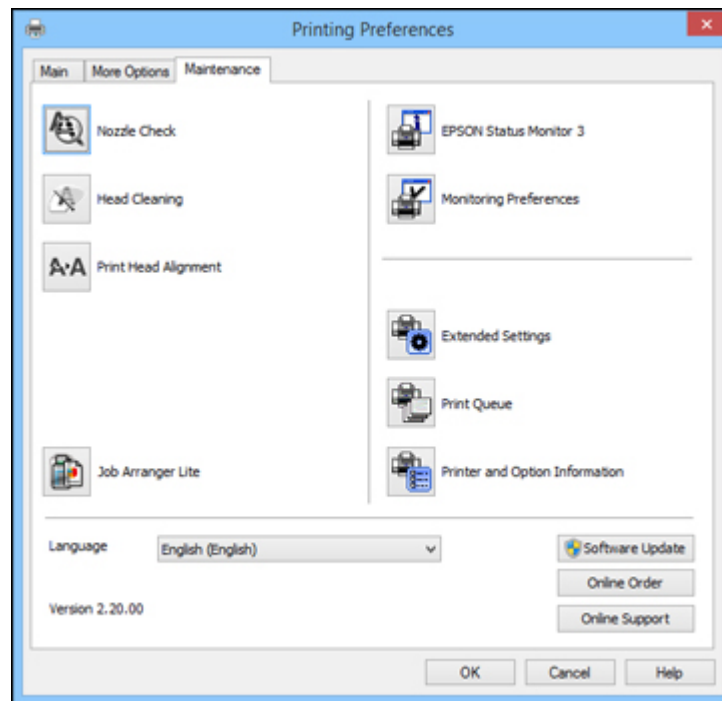 Printing Preferences
Main
More Options
Maintenance
Nozzle Check
EPSON Status Monitor 3
Head Cleaning
Monitoring Preferences
A·A Print Head Alignment
Extended Settings
Print Queue
Job Arranger Lite
Printer and Option Information
Language
English (English)
Software Update
Online Order
Version 2.20.00
Online Support
OK
Cancel
Help